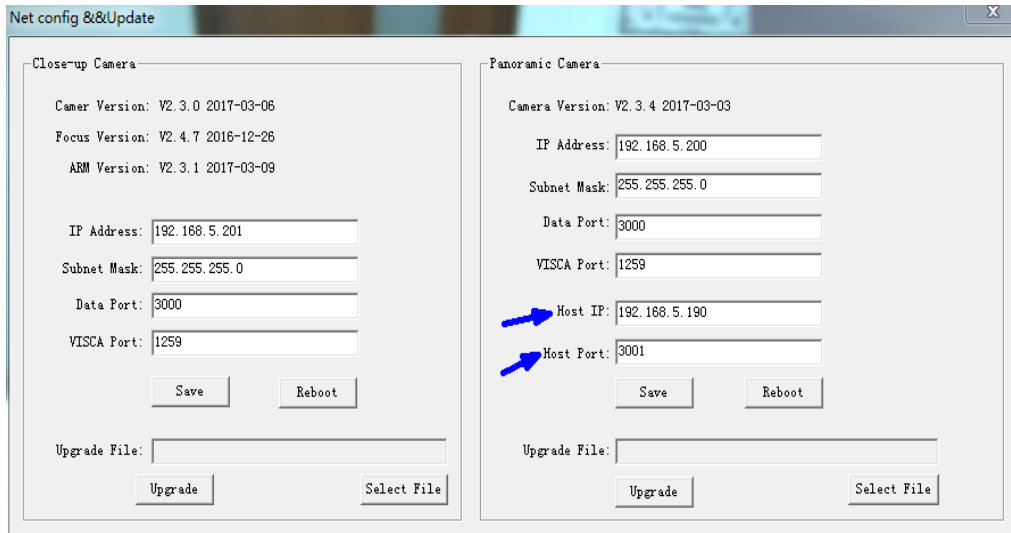 Net config &&Update
X
Close-up Camera
Camer Version: V2.3.0 2017-03-06
Focus Version: V2.4.7 2016-12-26
ARM Version: V2.3.1 2017-03-09
IP Address: 192.168.5.201
Subnet Mask: 255.255.255.0
Data Port: 3000
VISCA Port: 1259
Save Reboot
Upgrade File:
Upgrade Select File
Panoramic Camera
Camera Version: V2.3.4 2017-03-03
IP Address: 192.168.5.200
Subnet Mask: 255.255.255.0
Data Port: 3000
VISCA Port: 1259
Host IP: 192.168.5.190
Host Port: 3001
Save Reboot
Upgrade File:
Upgrade Select File